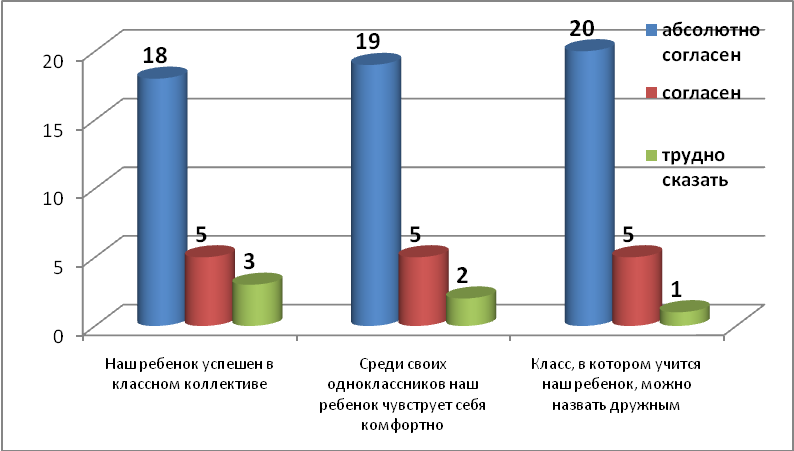 18
5
3
19
5
2
20
5
1
абсолютно
согласен
согласен
трудно
сказать
20
15
10
5
0
Наш ребенок успешен в
классном коллективе
Среди своих
одноклассников наш
ребенок чувструет себя
комфортно
Класс, в котором учится
наш ребенок, можно
назвать дружным